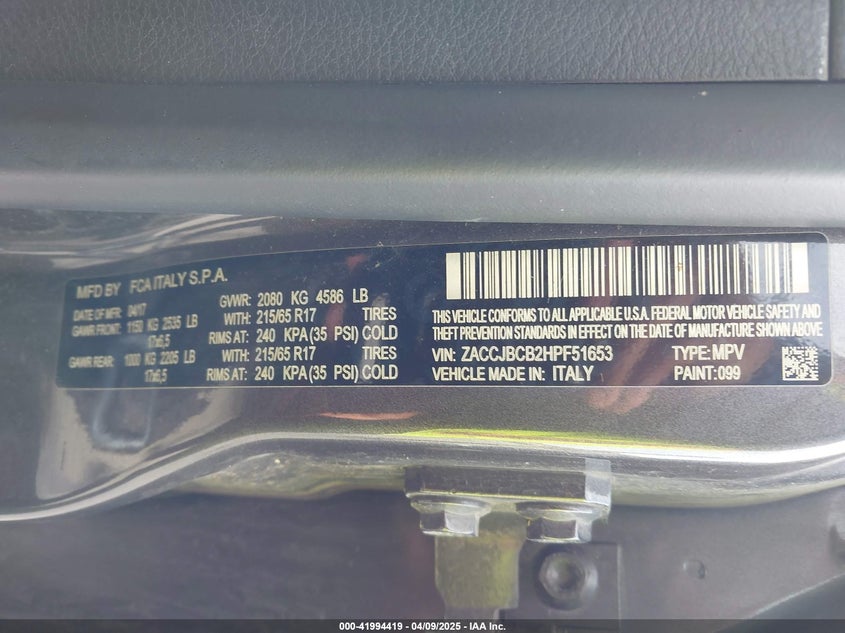 MFD BY FCA ITALY S.P.A.
DATE OF MFR: 04/17 GVWR: 2080 KG 4586 LB
GAWR FRONT: 1150 KG 2535 LB WITH: 215/65 R17 TIRES
17x6,5 RIMS AT: 240 KPA (35 PSI) COLD
GAWR REAR: 1000 KG 2205 LB WITH: 215/65 R17 TIRES
17x6,5 RIMS AT: 240 KPA (35 PSI) COLD
THIS VEHICLE CONFORMS TO ALL APPLICABLE U.S.A. FEDERAL MOTOR VEHICLE SAFETY AND
THEFT PREVENTION STANDARDS IN EFFECT ON THE DATE OF MANUFACTURE SHOWN ABOVE
VIN: ZACCJBCB2HPF51653 TYPE: MPV
VEHICLE MADE IN: ITALY PAINT: 099
000-41994419 - 04/09/2025 - IAA Inc.